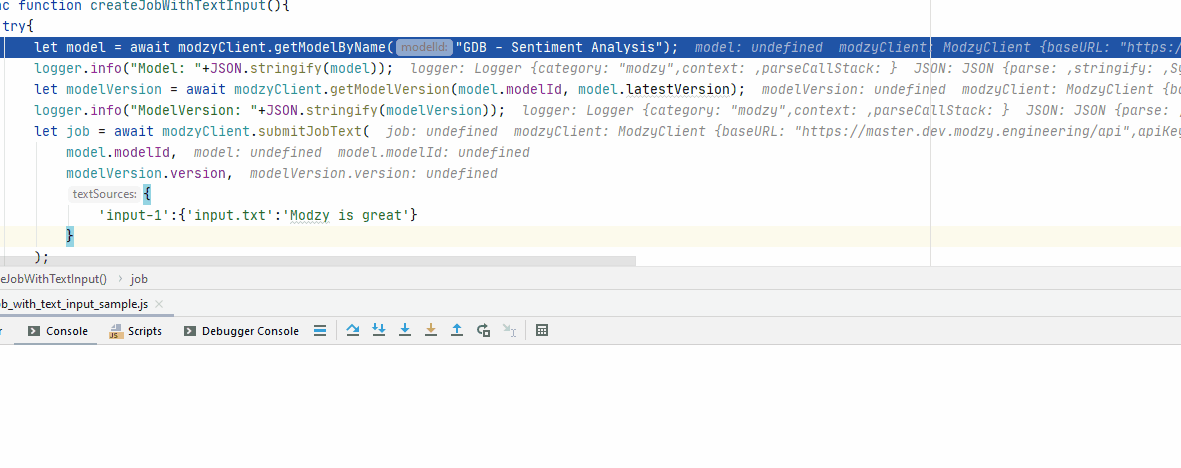 nc function createJobWithTextInput(){
try{
let model = await modzyClient.getModelByName( modelId: "GDB - Sentiment Analysis"); model: undefined modzyClient: ModzyClient {baseURL: "https:/
logger.info("Model: "+JSON.stringify(model)); logger: Logger {category: "modzy",context: ,parseCallStack: } JSON: JSON {parse: ,stringify: ,Sy
let modelVersion = await modzyClient.getModelVersion(model.modelId, model.latestVersion); modelVersion: undefined modzyClient: ModzyClient {ba
logger.info("ModelVersion: "+JSON.stringify(modelVersion)); logger: Logger {category: "modzy",context: ,parseCallStack: } JSON: JSON {parse: ,
let job = await modzyClient.submitJobText( job: undefined modzyClient: ModzyClient {baseURL: "https://master.dev.modzy.engineering/api",apiKey
model.modelId, model: undefined model.modelId: undefined
modelVersion.version, modelVersion.version: undefined
textSources: {
'input-1':{'input.txt':'Modzy is great'}
}
);
eJobWithTextInput() › job
ob_with_text_input_sample.js
r Console Scripts Debugger Console